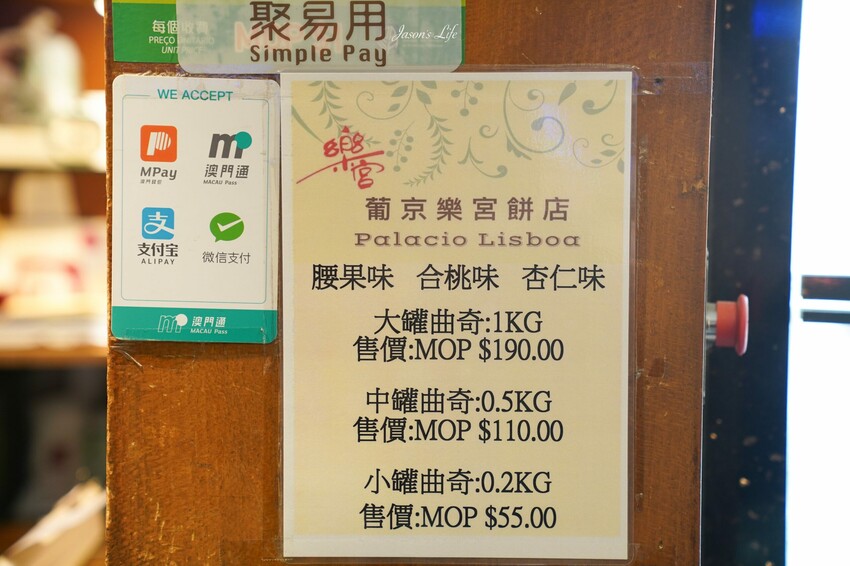 每個收費
聚易用
Simple Pay
Jason's Life
WE ACCEPT
MPay
澳門錢包
澳門通
MACAU Pass
支付宝
ALIPAY
微信支付
澳門通
MACAU Pass
樂宮
葡京樂宮餅店
Palacio Lisboa
腰果味 合桃味 杏仁味
大罐曲奇:1KG
售價:MOP $190.00
中罐曲奇:0.5KG
售價:MOP $110.00
小罐曲奇:0.2KG
售價:MOP $55.00